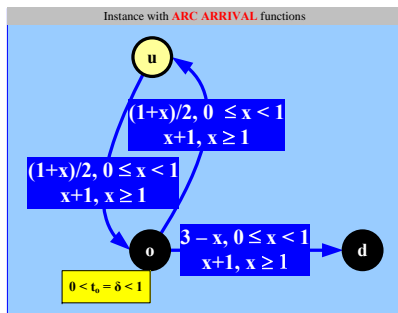 Instance with ARC ARRIVAL functions
u
(1+x)/2, 0 ≤ x < 1
x+1, x ≥ 1
(1+x)/2, 0 ≤ x < 1
x+1, x ≥ 1
3 – x, 0 ≤ x < 1
x+1, x ≥ 1
o
d
0 < tₒ = δ < 1